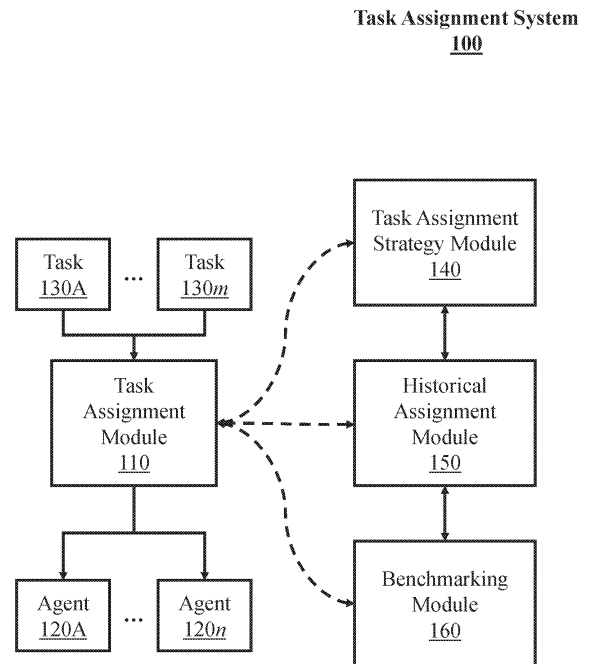 Task Assignment System
100
Task Assignment
Strategy Module
140
Task
130A
...
Task
130m
Task
Assignment
Module
110
Historical
Assignment
Module
150
Agent
120A
...
Agent
120n
Benchmarking
Module
160